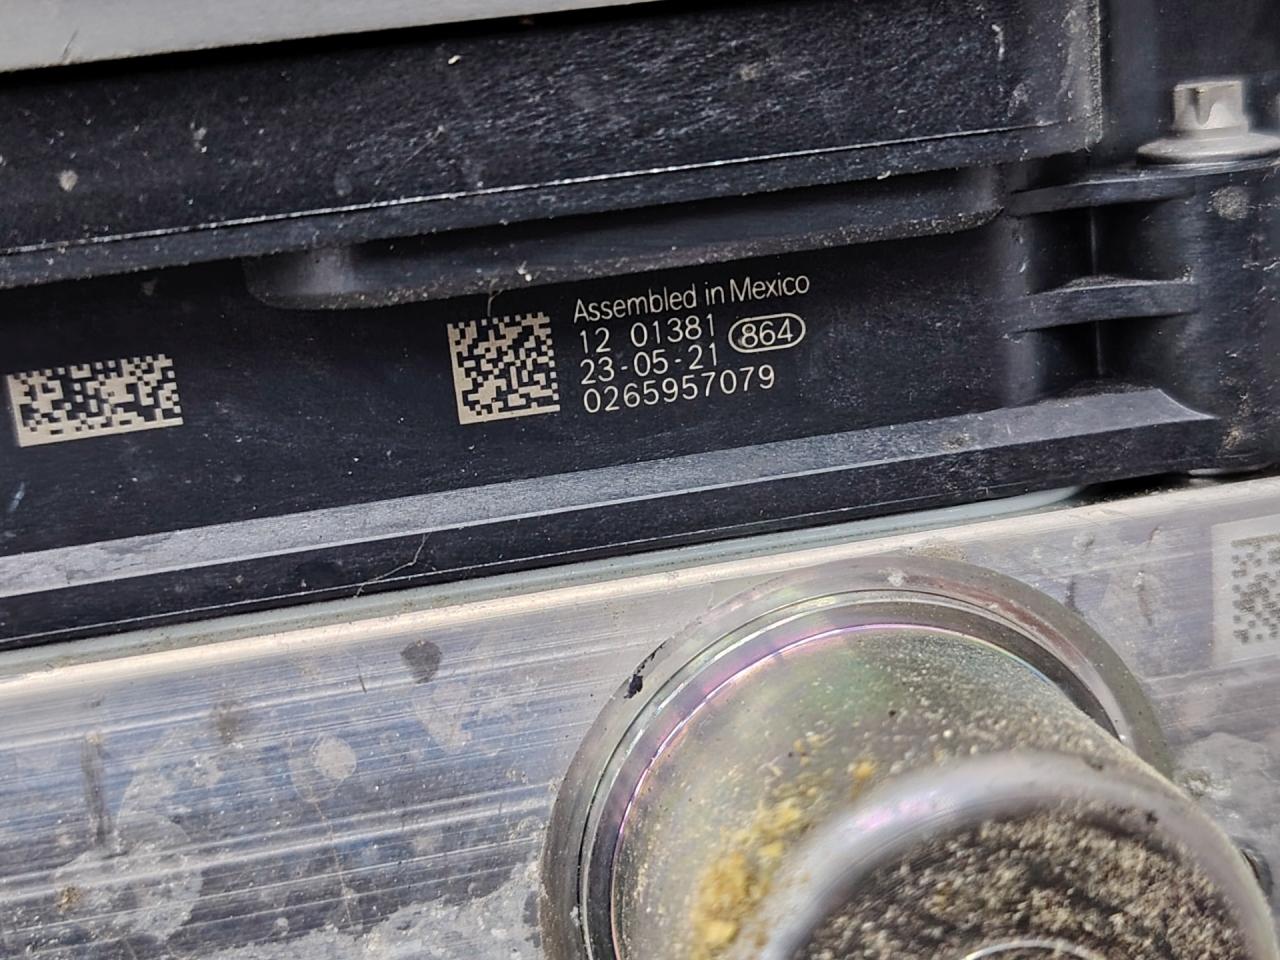 Assembled in Mexico
12 01381 864
23-05-21
0265957079